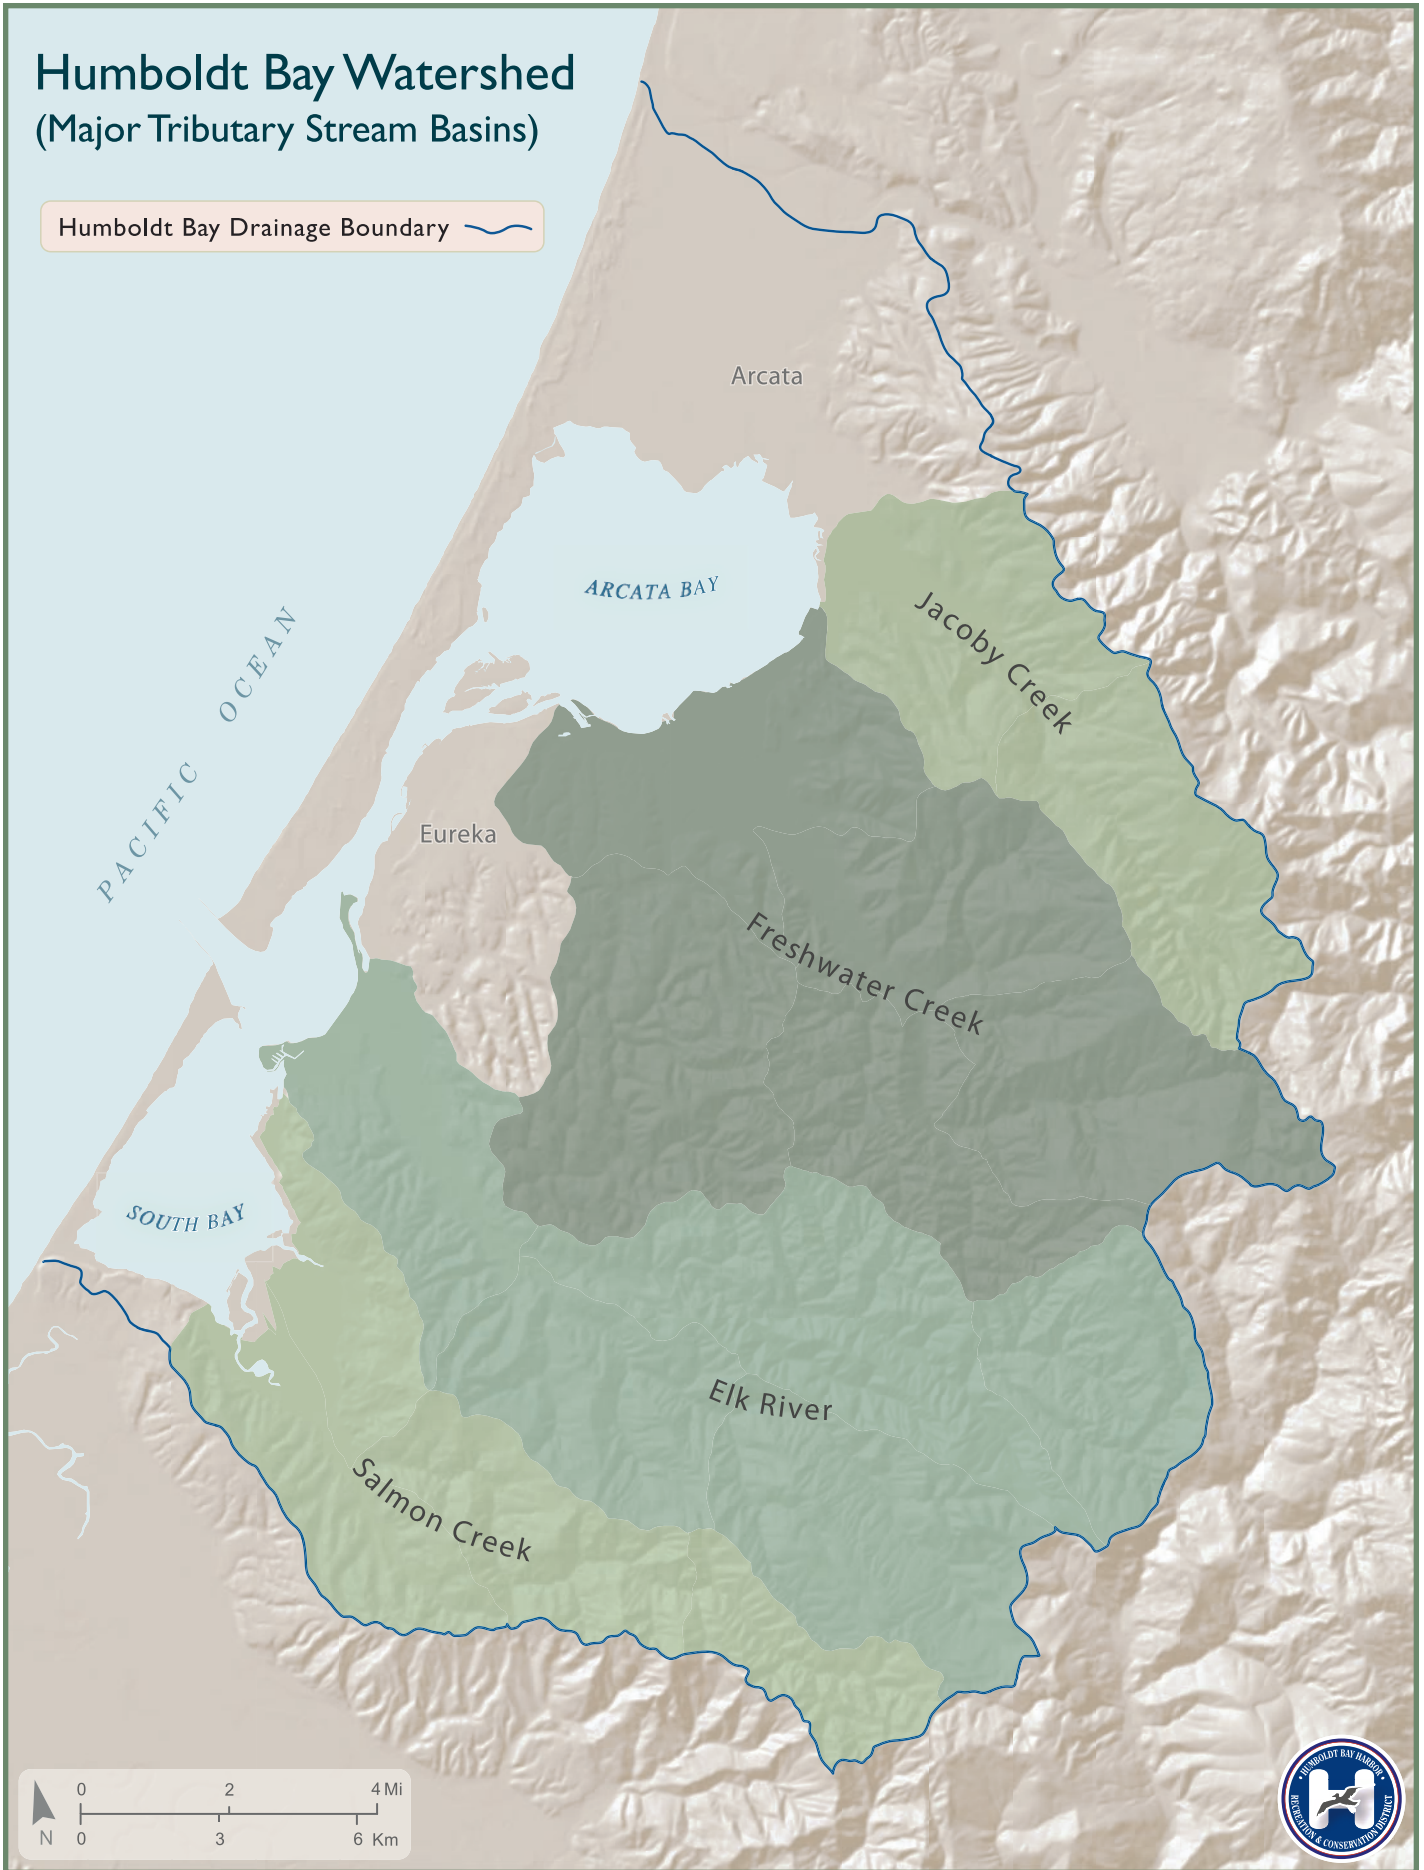 Humboldt Bay Watershed
(Major Tributary Stream Basins)
Humboldt Bay Drainage Boundary
Arcata
ARCATA BAY
Jacoby Creek
PACIFIC OCEAN
Eureka
Freshwater Creek
SOUTH BAY
Elk River
Salmon Creek
0 2 4 Mi
N 0 3 6 Km
• HUMBOLDT BAY HARBOR •
RECREATION & CONSERVATION DISTRICT
H